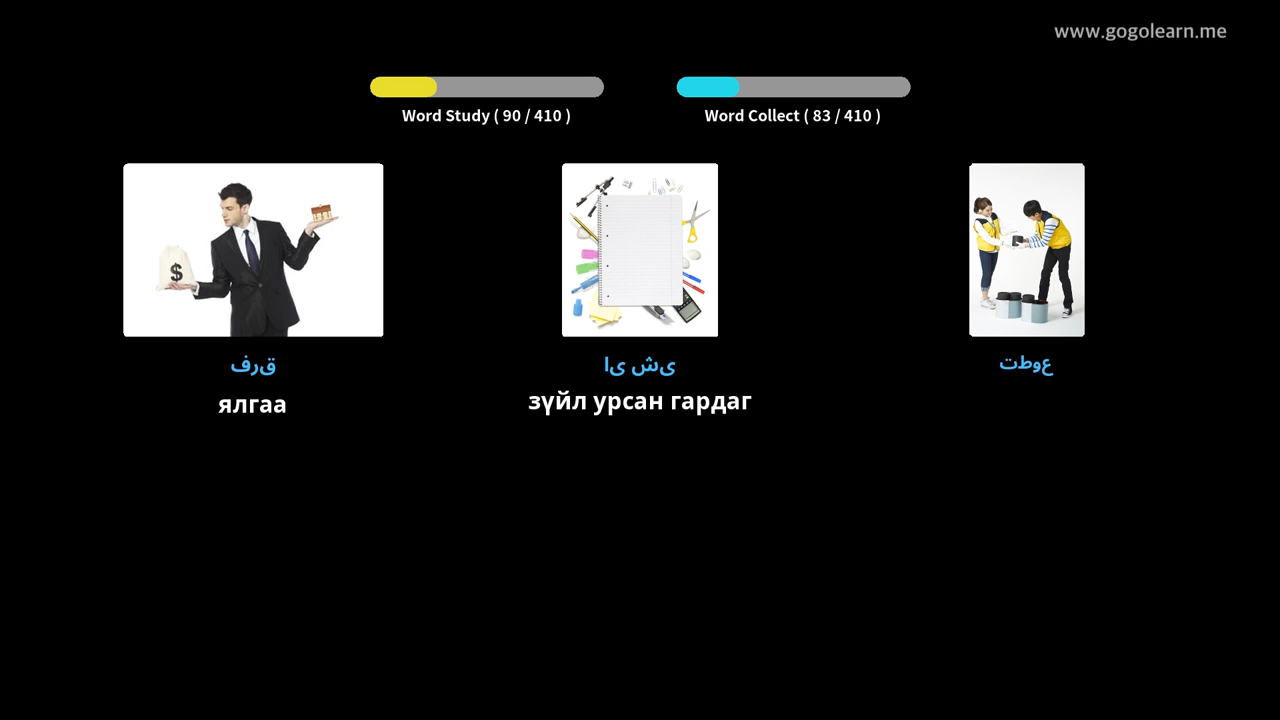 www.gogolearn.me
Word Study ( 90 / 410 )
Word Collect ( 83 / 410 )
قرف
ىش ىا
عوطت
ялгаа
зүйл урсан гардаг